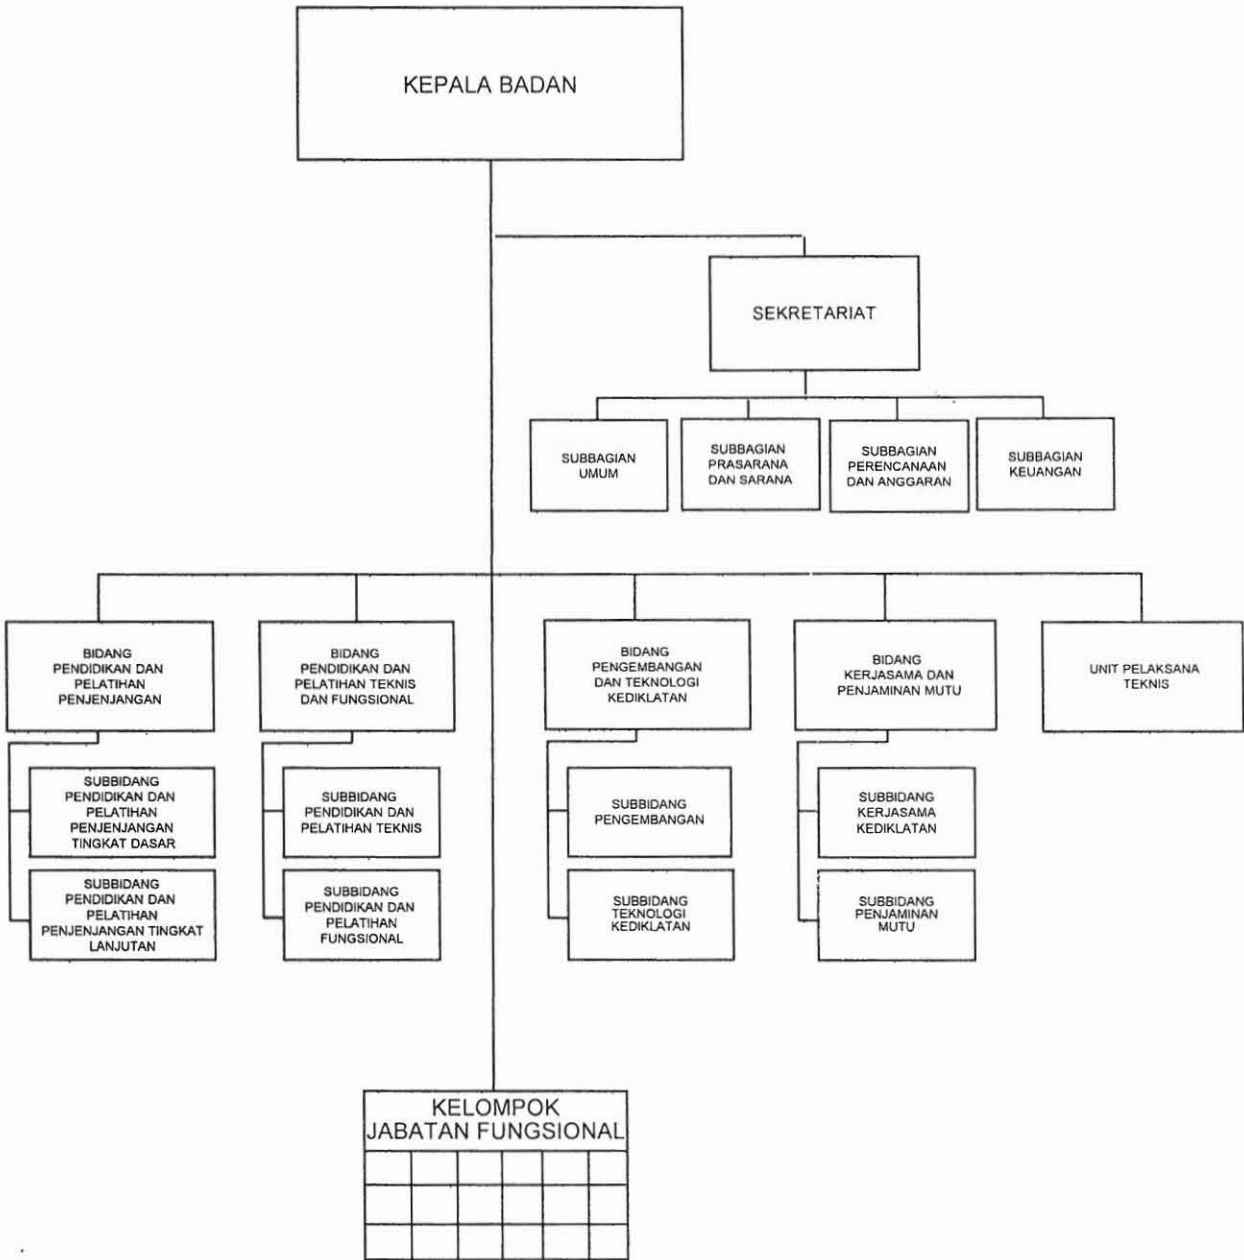 KEPALA BADAN
SEKRETARIAT
SUBBAGIAN
UMUM
SUBBAGIAN
PRASARANA
DAN SARANA
SUBBAGIAN
PERENCANAAN
DAN ANGGARAN
SUBBAGIAN
KEUANGAN
BIDANG
PENDIDIKAN DAN
PELATIHAN
PENJENJANGAN
BIDANG
PENDIDIKAN DAN
PELATIHAN TEKNIS
DAN FUNGSIONAL
BIDANG
PENGEMBANGAN
DAN TEKNOLOGI
KEDIKLATAN
BIDANG
KERJASAMA DAN
PENJAMINAN MUTU
UNIT PELAKSANA
TEKNIS
SUBBIDANG
PENDIDIKAN DAN
PELATIHAN
PENJENJANGAN
TINGKAT DASAR
SUBBIDANG
PENDIDIKAN DAN
PELATIHAN TEKNIS
SUBBIDANG
PENGEMBANGAN
SUBBIDANG
KERJASAMA
KEDIKLATAN
SUBBIDANG
PENDIDIKAN DAN
PELATIHAN
PENJENJANGAN TINGKAT
LANJUTAN
SUBBIDANG
PENDIDIKAN DAN
PELATIHAN
FUNGSIONAL
SUBBIDANG
TEKNOLOGI
KEDIKLATAN
SUBBIDANG
PENJAMINAN
MUTU
KELOMPOK
JABATAN FUNGSIONAL